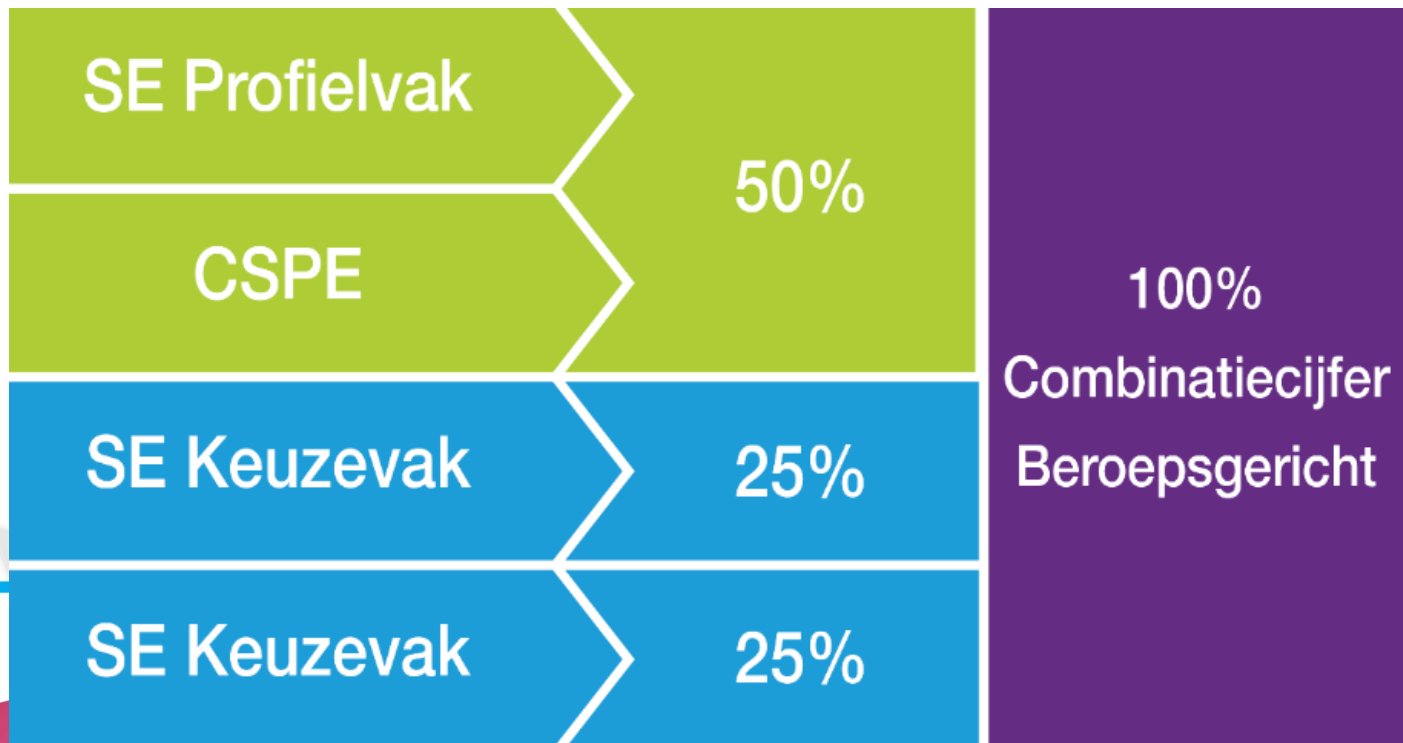 SE Profielvak
CSPE
50%
SE Keuzevak
25%
SE Keuzevak
25%
100%
Combinatiecijfer
Beroepsgericht